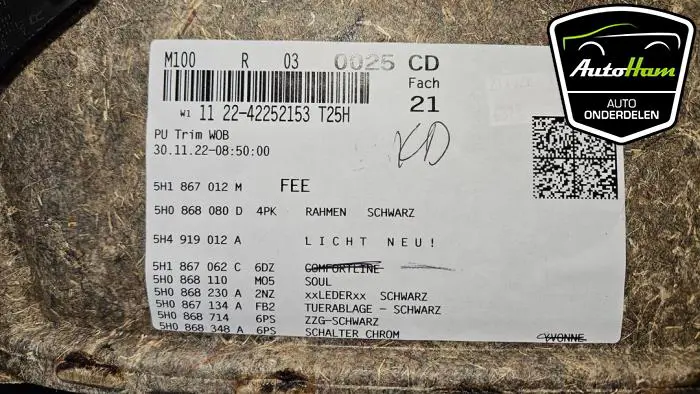 M100 R 03 0025 CD
Fach
21
W1 11 22-42252153 T25H
PU Trim WOB
30.11.22-08:50:00
KD
5H1 867 012 M FEE
5H0 868 080 D 4PK RAHMEN SCHWARZ
5H4 919 012 A LICHT NEU!
5H1 867 062 C 6DZ COMFORTLINE
5H0 868 110 MO5 SOUL
5H0 868 230 A 2NZ xxLEDERxx SCHWARZ
5H0 867 134 A FB2 TUERABLAGE - SCHWARZ
5H0 868 714 6PS ZZG-SCHWARZ
5H0 868 348 A 6PS SCHALTER CHROM
YVONNE
AutoHam
AUTO
ONDERDELEN